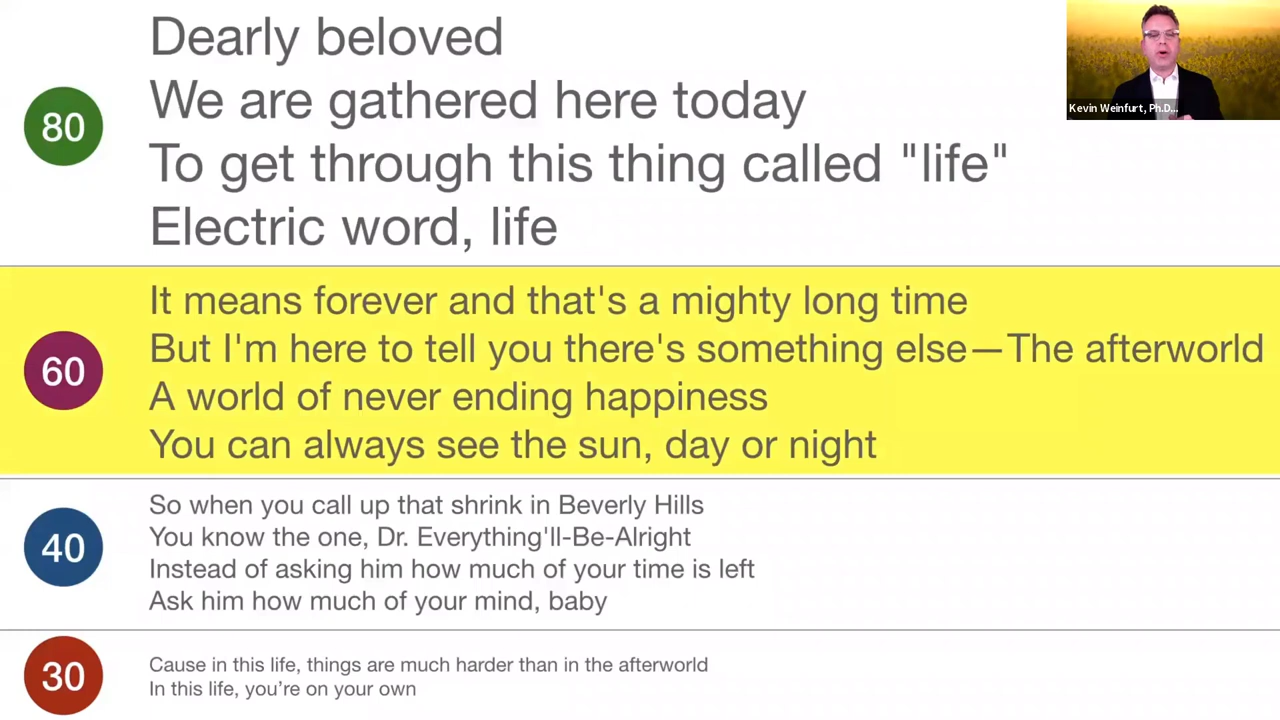 80
Dearly beloved
We are gathered here today
To get through this thing called "life"
Electric word, life
60
It means forever and that's a mighty long time
But I'm here to tell you there's something else—The afterworld
A world of never ending happiness
You can always see the sun, day or night
40
So when you call up that shrink in Beverly Hills
You know the one, Dr. Everything'll-Be-Alright
Instead of asking him how much of your time is left
Ask him how much of your mind, baby
30
Cause in this life, things are much harder than in the afterworld
In this life, you’re on your own
Kevin Weinfurt, Ph.D...